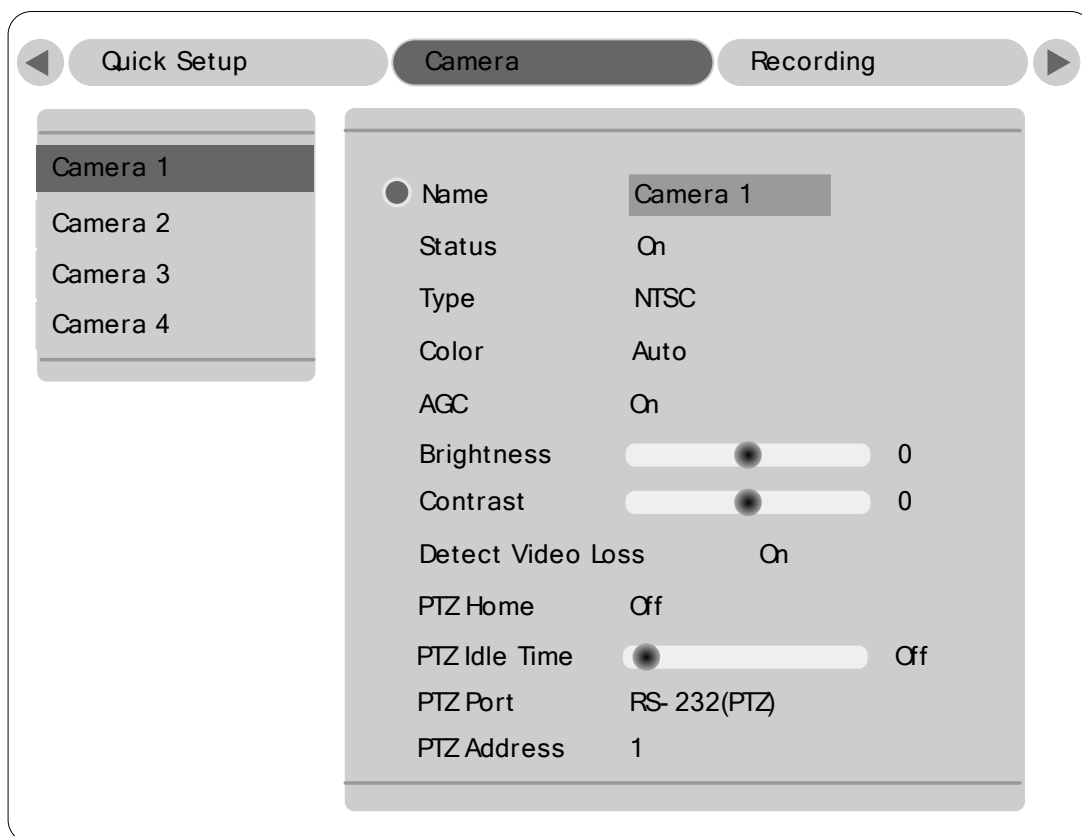 Quick Setup Camera Recording
Camera 1
Camera 2
Camera 3
Camera 4
Name Camera 1
Status On
Type NTSC
Color Auto
AGC On
Brightness 0
Contrast 0
Detect Video Loss On
PTZ Home Off
PTZ Idle Time Off
PTZ Port RS-232(PTZ)
PTZ Address 1